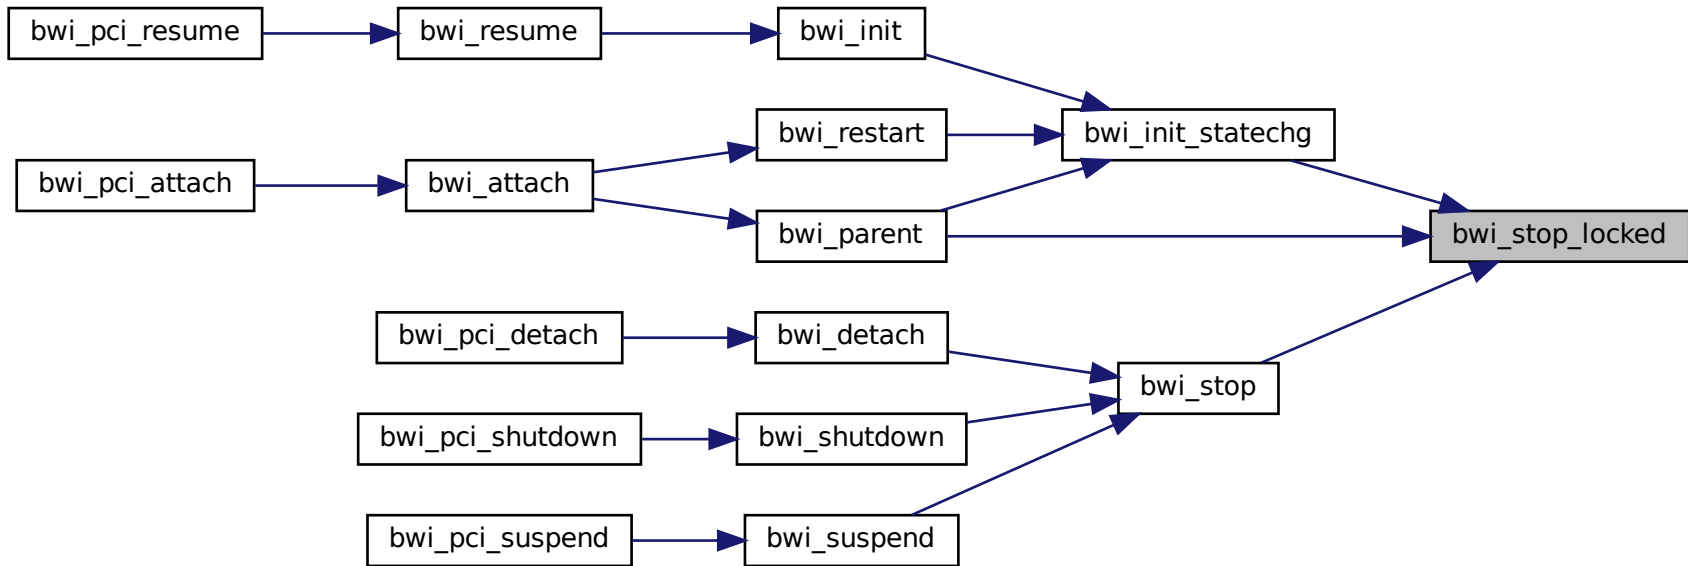 bwi_pci_resume
bwi_resume
bwi_init
bwi_restart
bwi_init_statechg
bwi_pci_attach
bwi_attach
bwi_parent
bwi_stop_locked
bwi_pci_detach
bwi_detach
bwi_stop
bwi_pci_shutdown
bwi_shutdown
bwi_pci_suspend
bwi_suspend